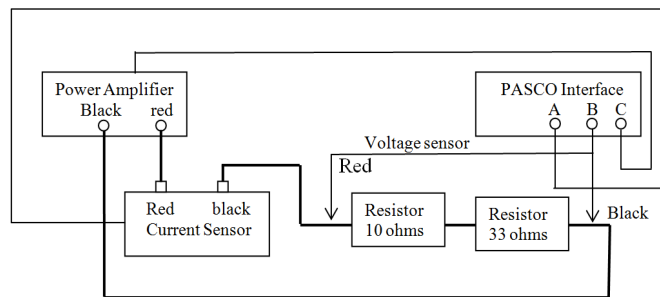 Power Amplifier
Black red
PASCO Interface
A B C
Voltage sensor
Red
Red black
Current Sensor
Resistor
10 ohms
Resistor
33 ohms
Black